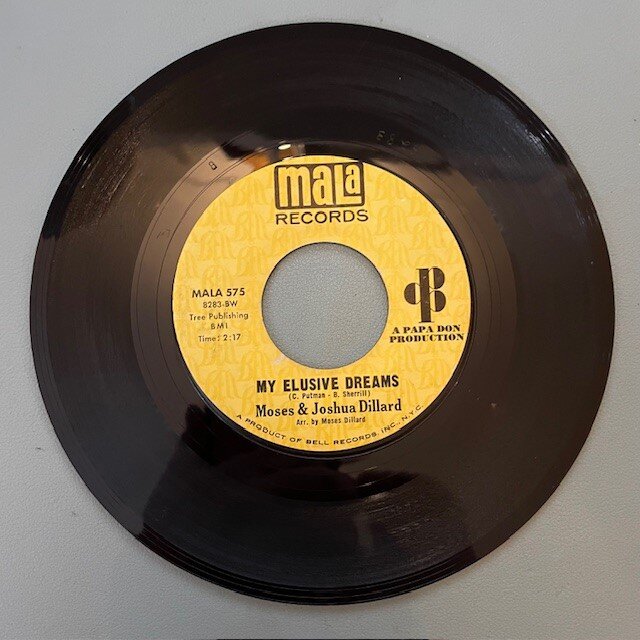 mala
RECORDS
MALA 575
8283-BW
Tree Publishing
BMI
Time: 2:17
A PAPA DON
PRODUCTION
MY ELUSIVE DREAMS
(C. Putman - B. Sherrill)
Moses & Joshua Dillard
Arr. by Moses Dillard
A PRODUCT OF BELL RECORDS, INC., N.Y.C.